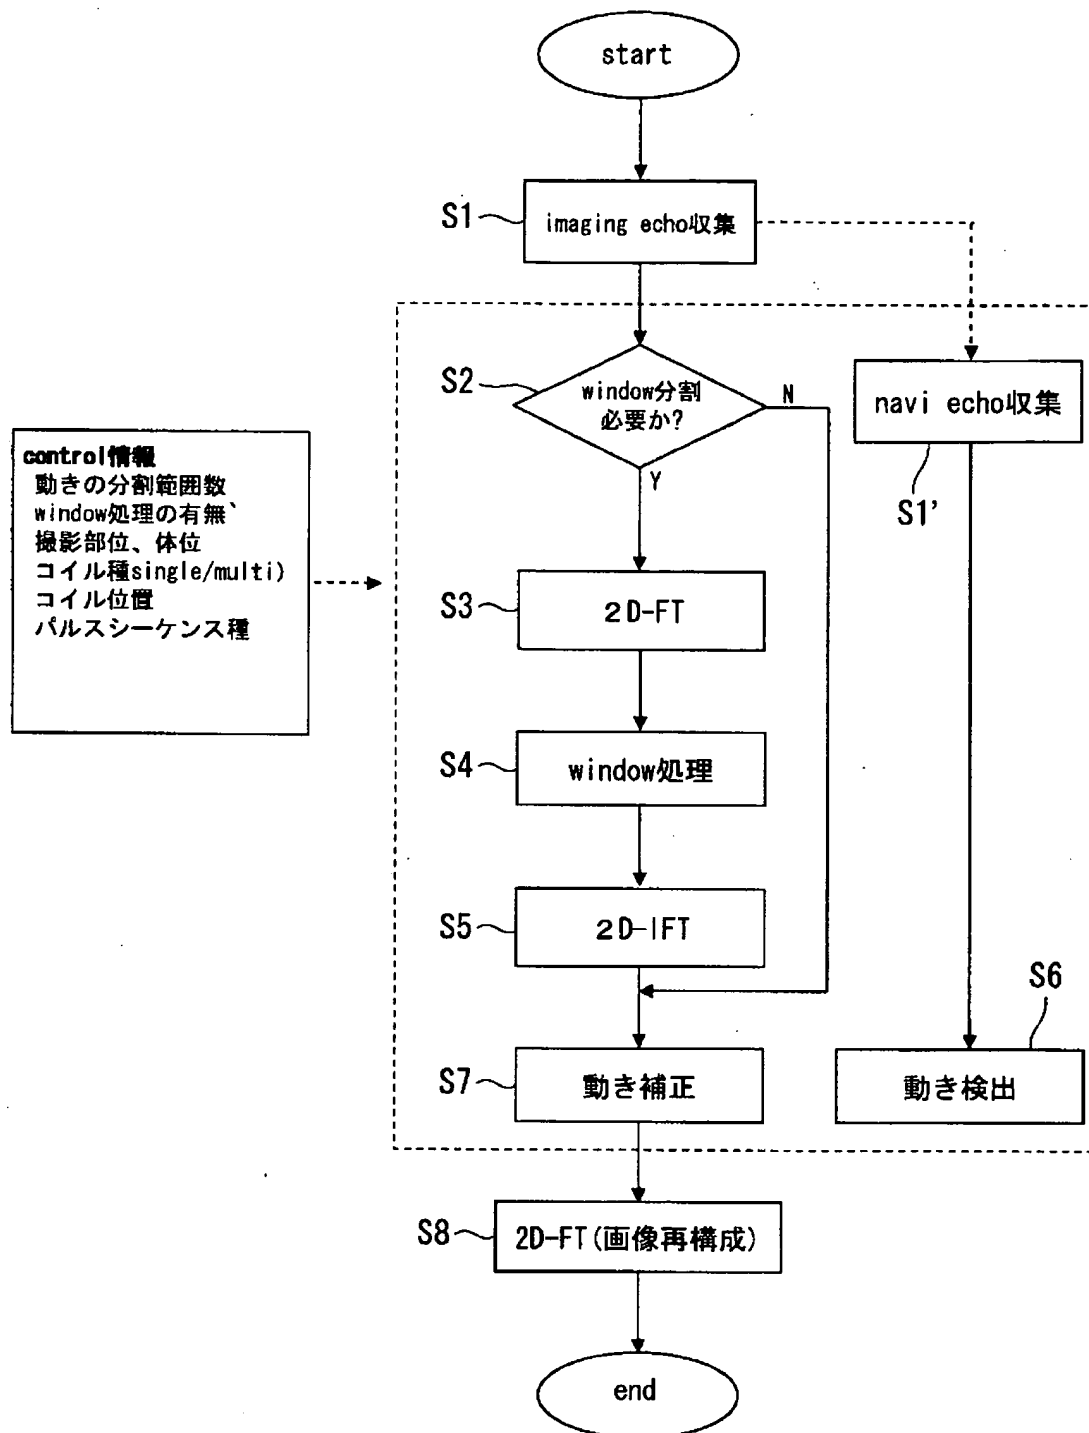 start
S1
imaging echo収集
S2
window分割
必要か?
N
Y
navi echo収集
S1'
control情報
動きの分割範囲数
window処理の有無`
撮影部位、体位
コイル種single/multi)
コイル位置
パルスシーケンス種
S3
2D-FT
S4
window処理
S5
2D-IFT
S6
S7
動き補正
動き検出
S8
2D-FT(画像再構成)
end